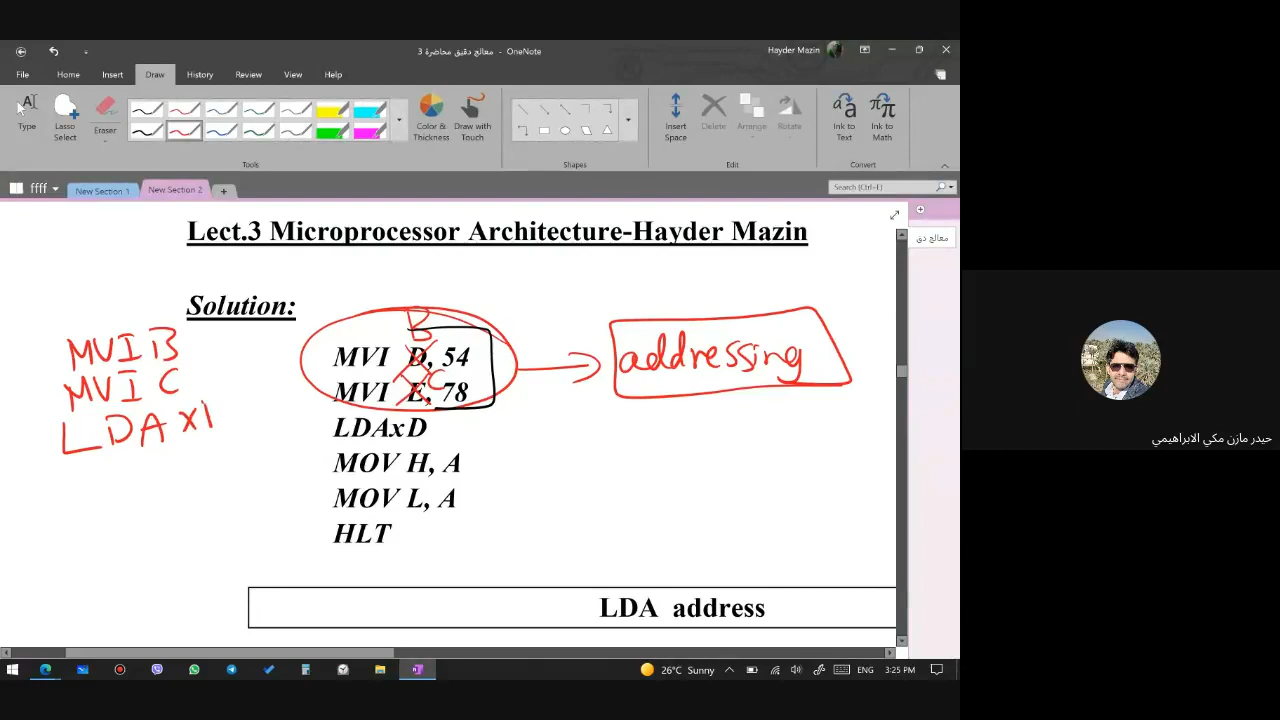 معالج دقيق محاضرة 3 - OneNote
Hayder Mazin
File Home Insert Draw History Review View Help
Type
Lasso Select
Eraser
Color & Thickness
Draw with Touch
Insert Space
Delete
Arrange
Rotate
Ink to Text
Ink to Math
Tools
Shapes
Edit
Convert
ffff
New Section 1
New Section 2
Search (Ctrl+E)
معالج دق
Lect.3 Microprocessor Architecture-Hayder Mazin
Solution:
B
MVI D, 54
C
MVI E, 78
LDAxD
MOV H, A
MOV L, A
HLT
MVI B
MVI C
addressing
LDA address
حيدر مازن مكي الابراهيمي
26°C Sunny
ENG
3:25 PM